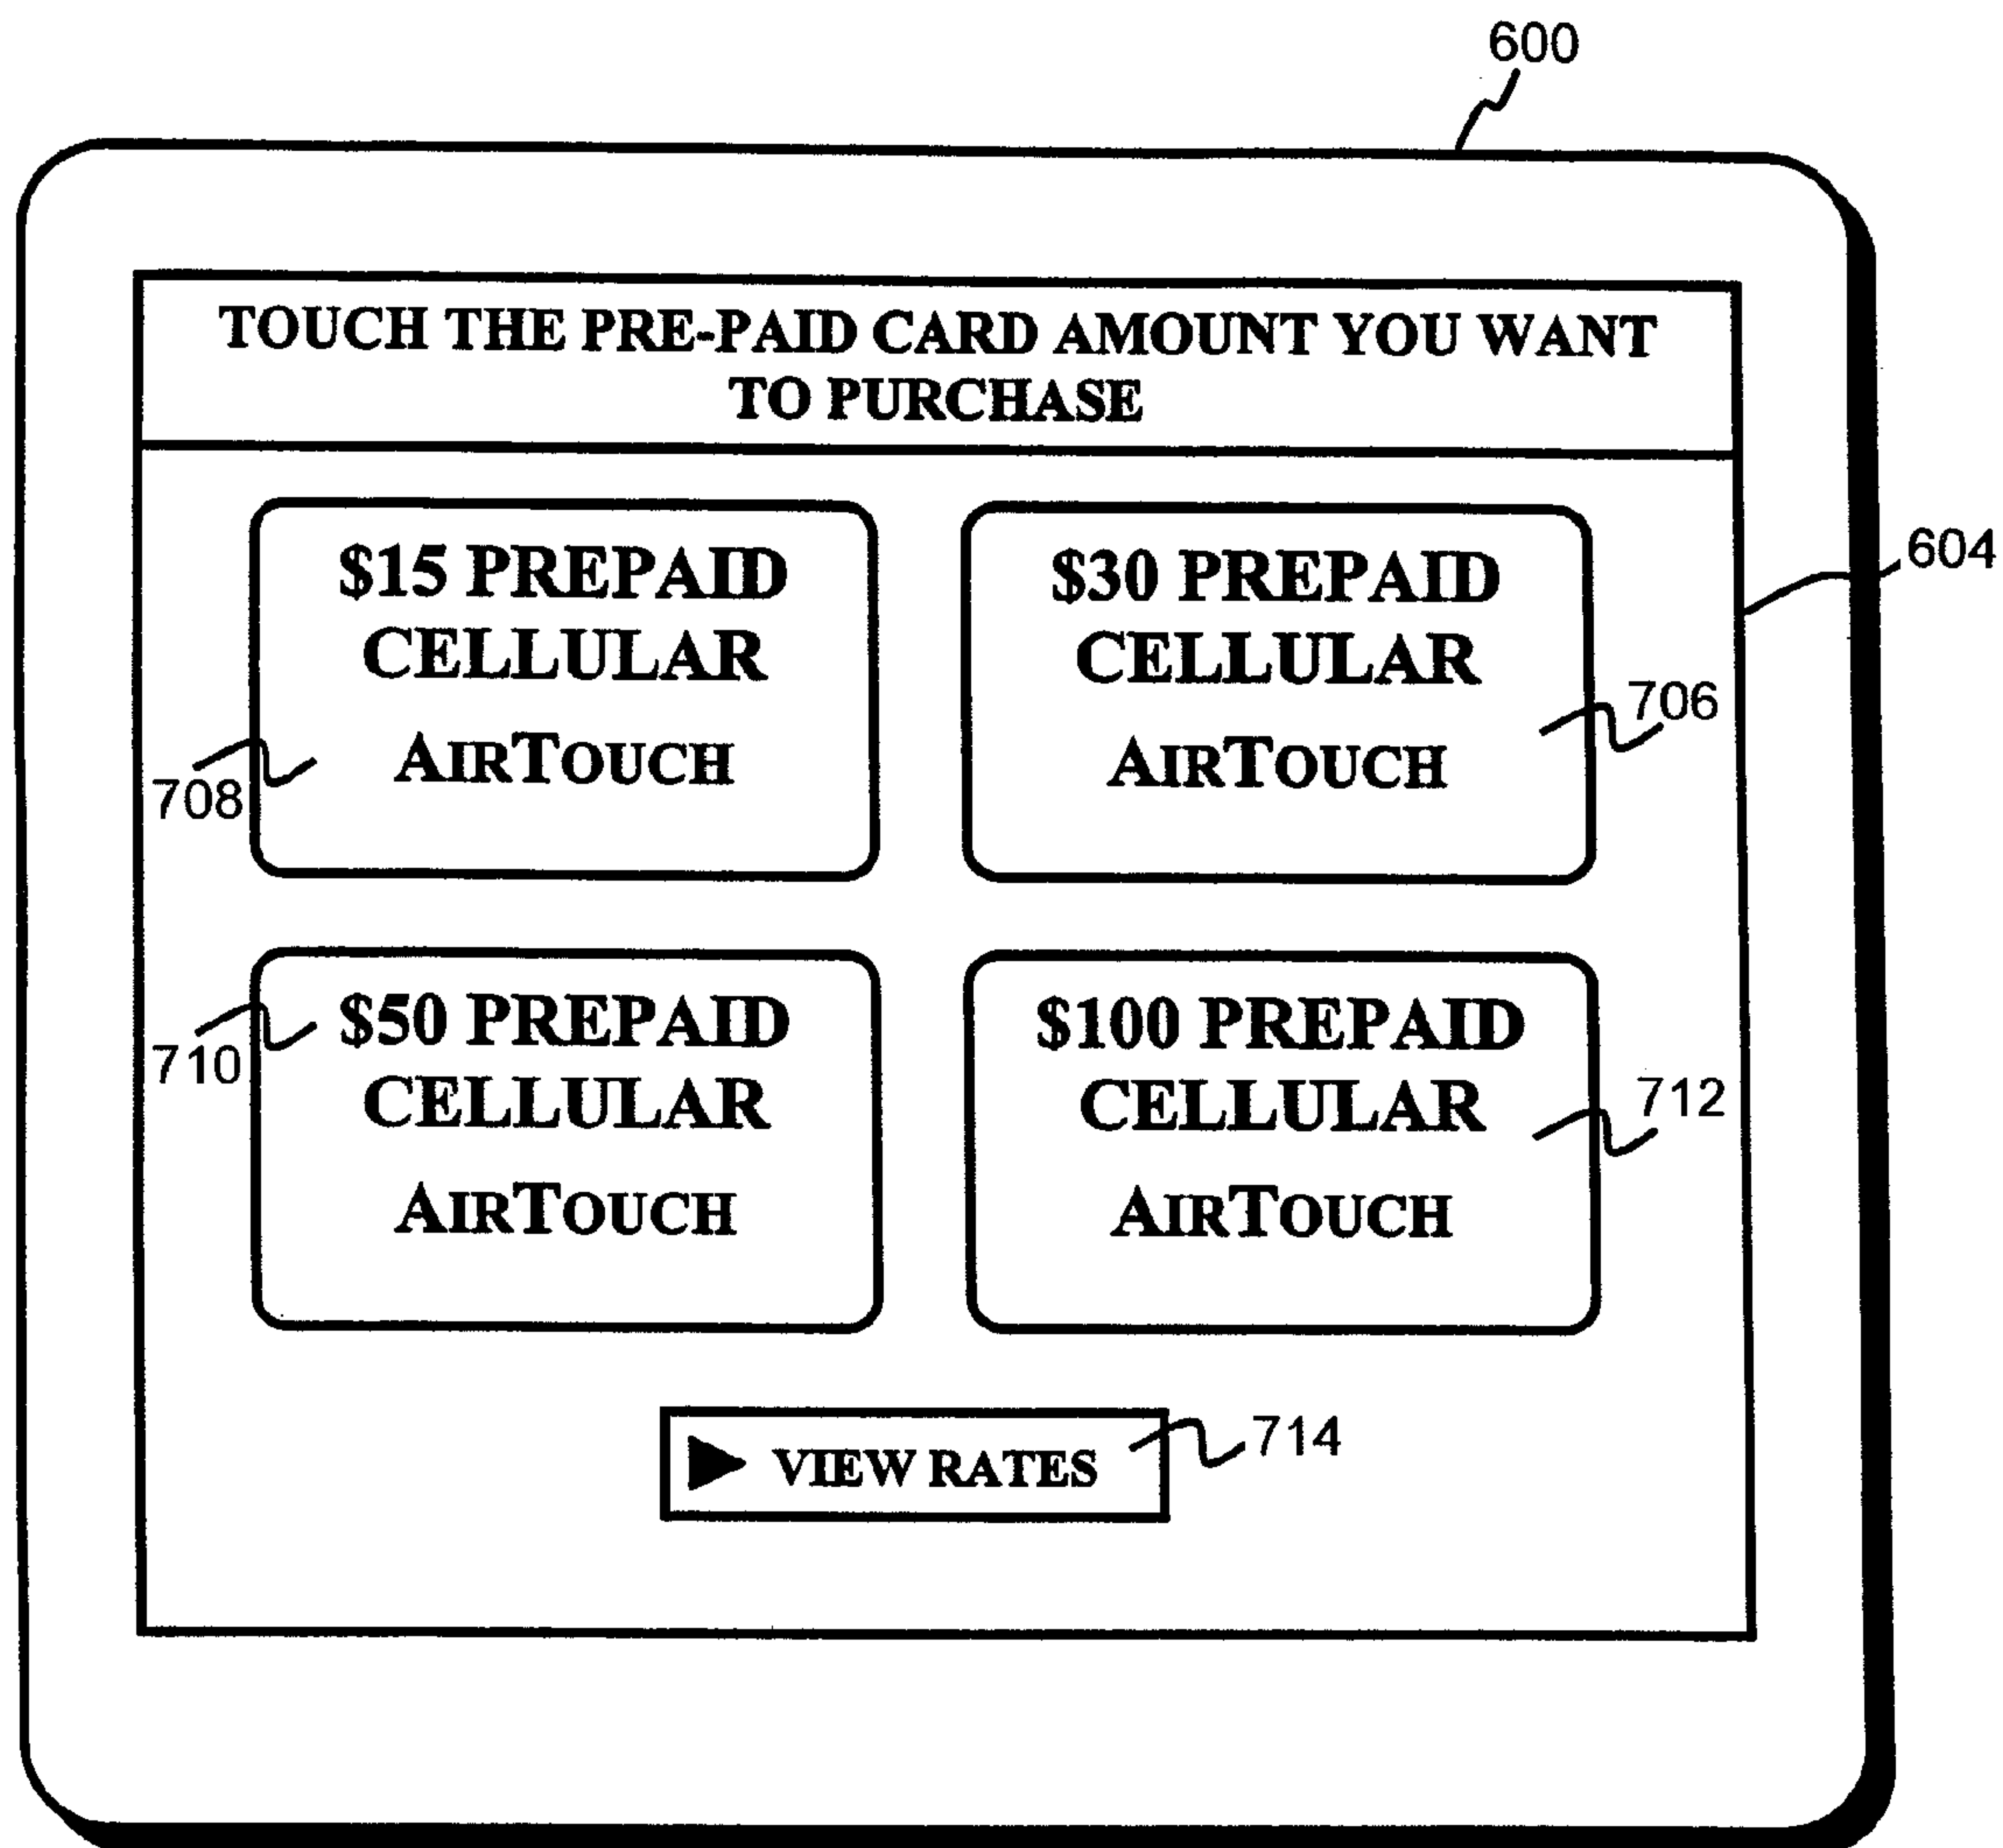 600
TOUCH THE PRE-PAID CARD AMOUNT YOU WANT
TO PURCHASE
604
$15 PREPAID
CELLULAR
AIRTOUCH
708
$30 PREPAID
CELLULAR
AIRTOUCH
706
$50 PREPAID
CELLULAR
AIRTOUCH
710
$100 PREPAID
CELLULAR
AIRTOUCH
712
VIEW RATES
714